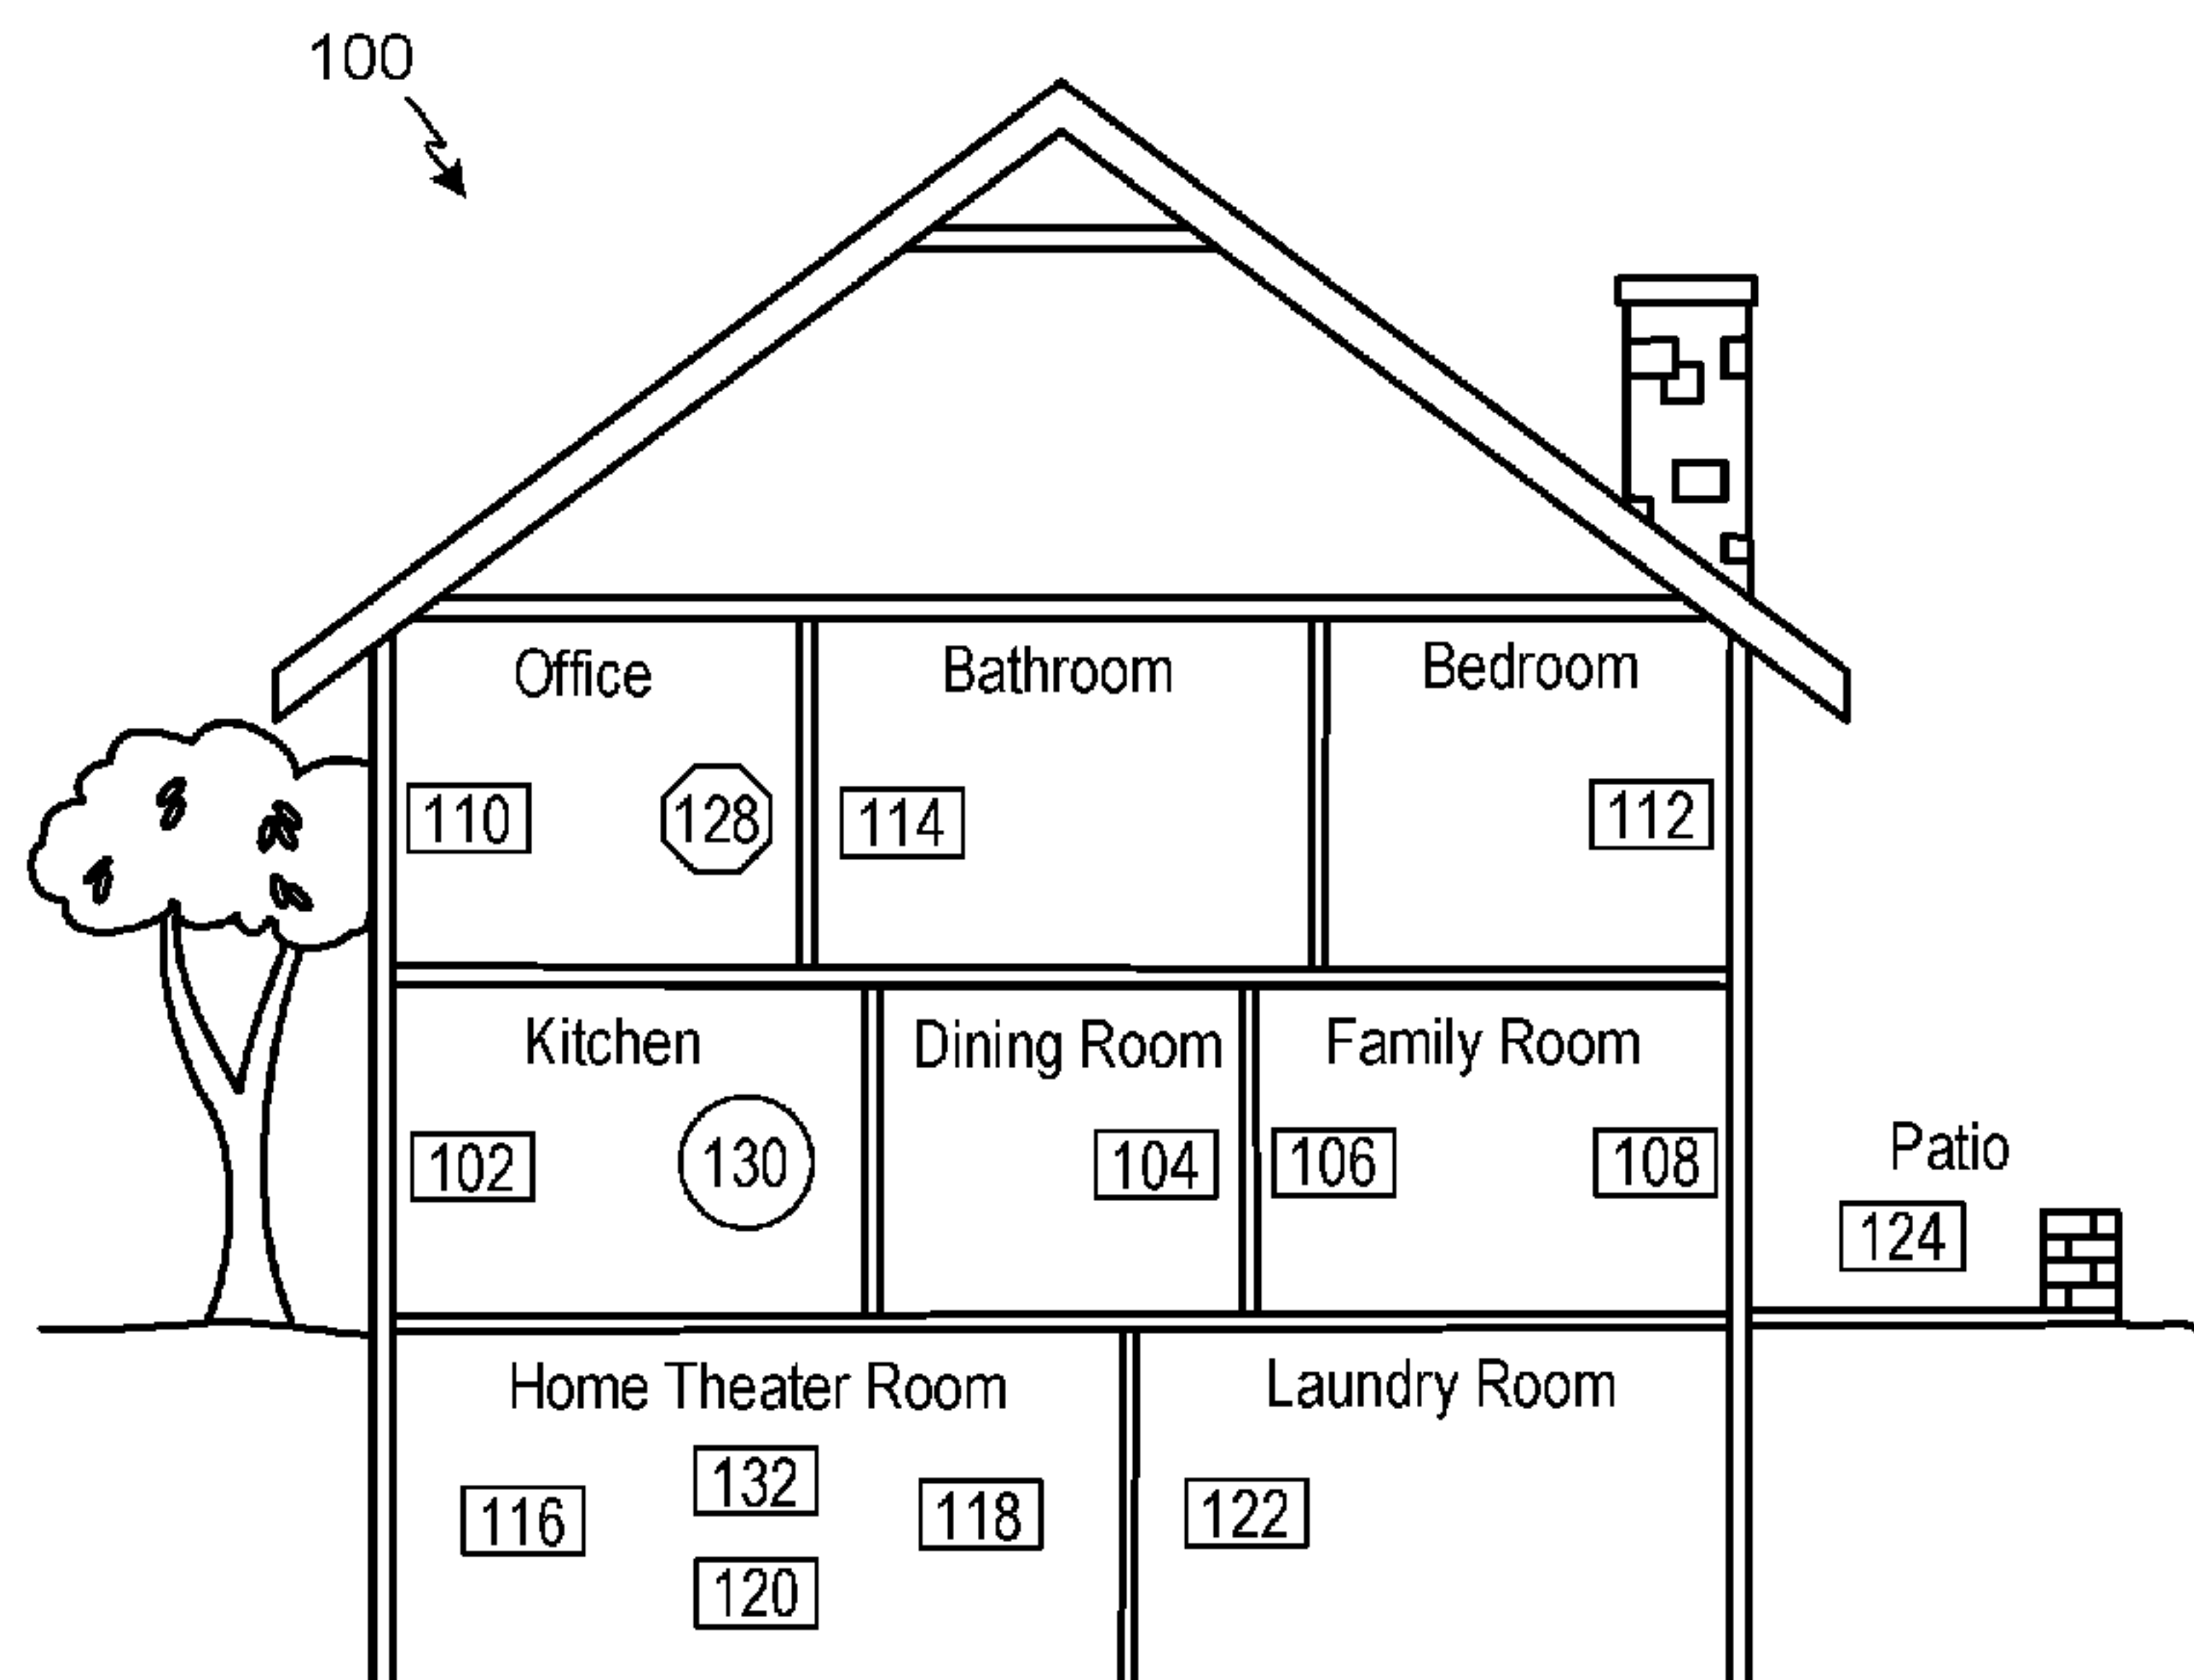 100
Office
Bathroom
Bedroom
110
128
114
112
Kitchen
Dining Room
Family Room
102
130
104
106
108
Patio
124
Home Theater Room
Laundry Room
116
132
118
122
120